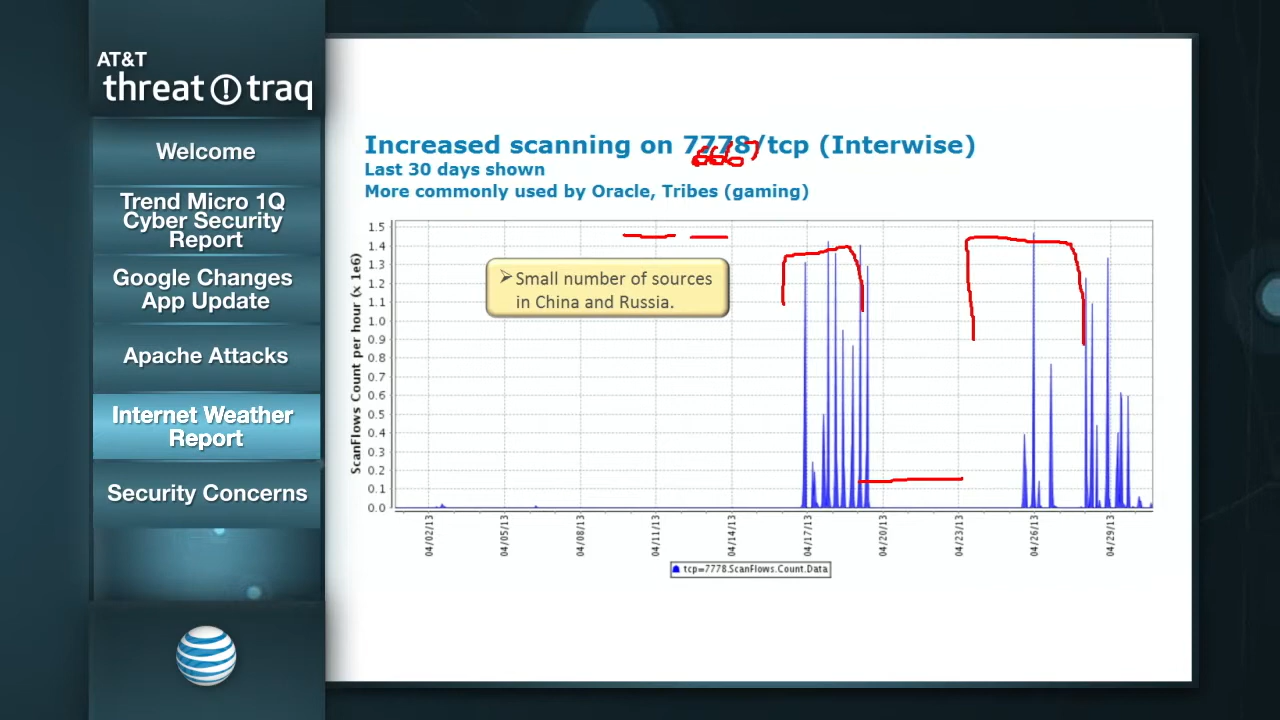 AT&T
threat traq
Welcome
Trend Micro 1Q
Cyber Security
Report
Google Changes
App Update
Apache Attacks
Internet Weather
Report
Security Concerns
Increased scanning on 7778/tcp (Interwise)
6667
Last 30 days shown
More commonly used by Oracle, Tribes (gaming)
ScanFlows Count per hour (x 1e6)
1.5
1.4
1.3
1.2
1.1
1.0
0.9
0.8
0.7
0.6
0.5
0.4
0.3
0.2
0.1
0.0
➢ Small number of sources
in China and Russia.
04/02/13
04/05/13
04/08/13
04/11/13
04/14/13
04/17/13
04/20/13
04/23/13
04/26/13
04/29/13
tcp=7778.ScanFlows.Count.Data